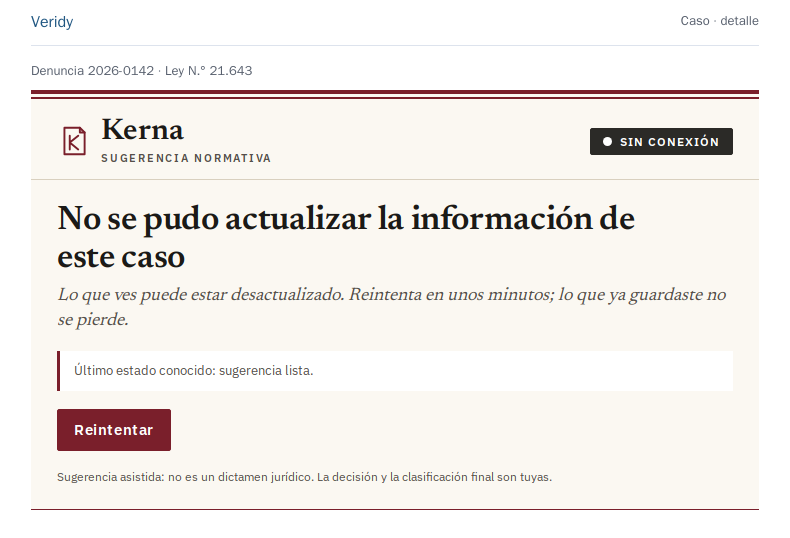 Veridy
Caso · detalle
Denuncia 2026-0142 · Ley N.° 21.643
Kerna
SUGERENCIA NORMATIVA
SIN CONEXIÓN
No se pudo actualizar la información de
este caso
Lo que ves puede estar desactualizado. Reintenta en unos minutos; lo que ya guardaste no
se pierde.
Último estado conocido: sugerencia lista.
Reintentar
Sugerencia asistida: no es un dictamen jurídico. La decisión y la clasificación final son tuyas.